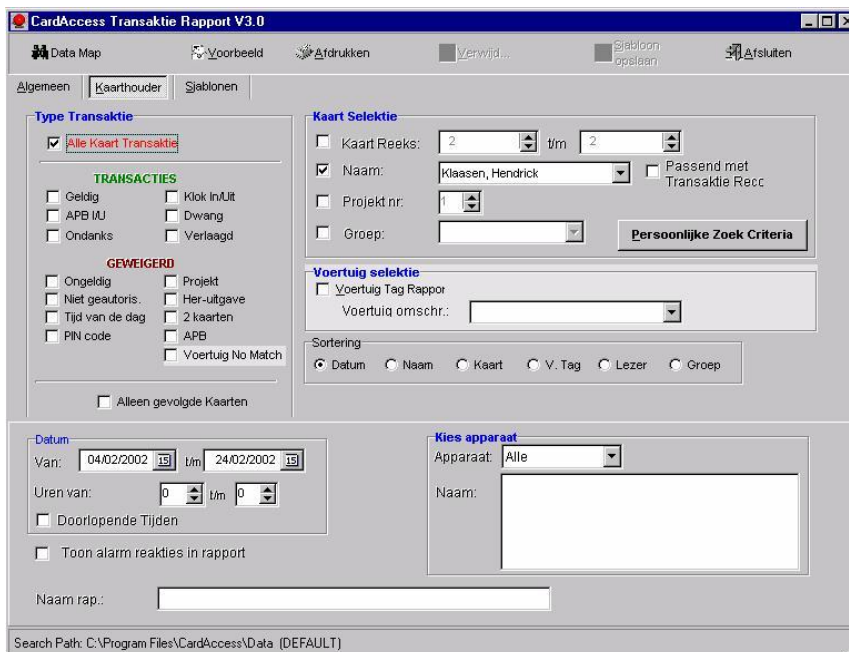 CardAccess Transaktie Rapport V3.0
Data Map Voorbeeld Afdrukken Verwijd... Sjabloon opslaan Afsluiten
Algemeen Kaarthouder Sjablonen
Type Transaktie
Alle Kaart Transaktie
TRANSACTIES
Geldig Klok In/Uit
APB I/U Dwang
Ondanks Verlaagd
GEWEIGERD
Ongeldig Projekt
Niet geautoris. Her-uitgave
Tijd van de dag 2 kaarten
PIN code APB
Voertuig No Match
Alleen gevolgde Kaarten
Kaart Selektie
Kaart Reeks: 2 t/m 2
Naam: Klaasen, Hendrick Passend met Transaktie Recc
Projekt nr: 1
Groep: Persoonlijke Zoek Criteria
Voertuig selektie
Voertuig Tag Rappor
Voertuig omschr.:
Sortering
Datum Naam Kaart V. Tag Lezer Groep
Datum
Van: 04/02/2002 15 t/m 24/02/2002 15
Uren van: 0 t/m 0
Doorlopende Tijden
Toon alarm reakties in rapport
Kies apparaat
Apparaat: Alle
Naam:
Naam rap.:
Search Path: C:\Program Files\CardAccess\Data (DEFAULT)